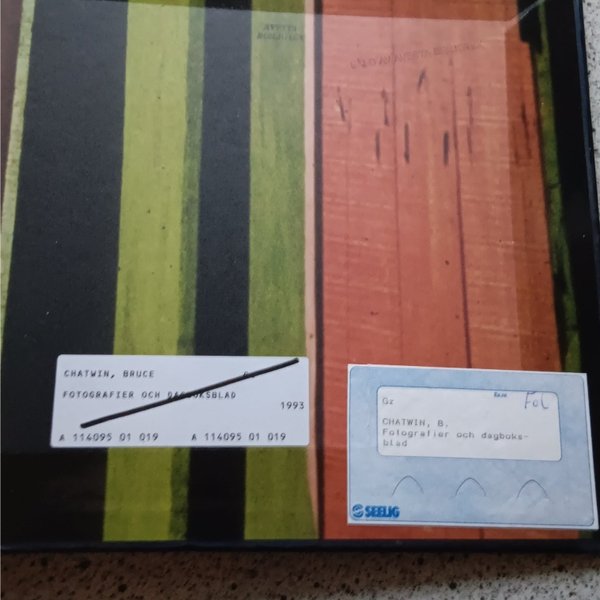 CHATWIN, BRUCE
FOTOGRAFIER OCH DAGBOKSBLAD
1993
A 114095 01 019 A 114095 01 019
Gz
Fol
CHATWIN, B.
Fotografier och dagboks-
blad
SEELIG